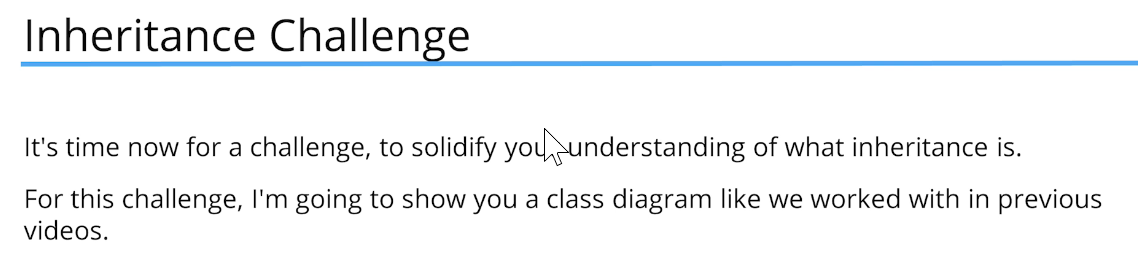 Inheritance Challenge
It's time now for a challenge, to solidify your understanding of what inheritance is.
For this challenge, I'm going to show you a class diagram like we worked with in previous
videos.